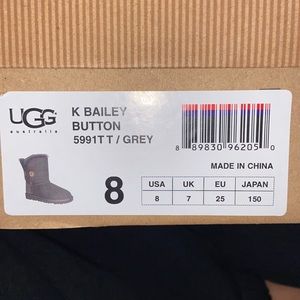 UGG
australia
K BAILEY
BUTTON
5991TT / GREY
8 89830 96205 0
MADE IN CHINA
8
USA UK EU JAPAN
8 7 25 150